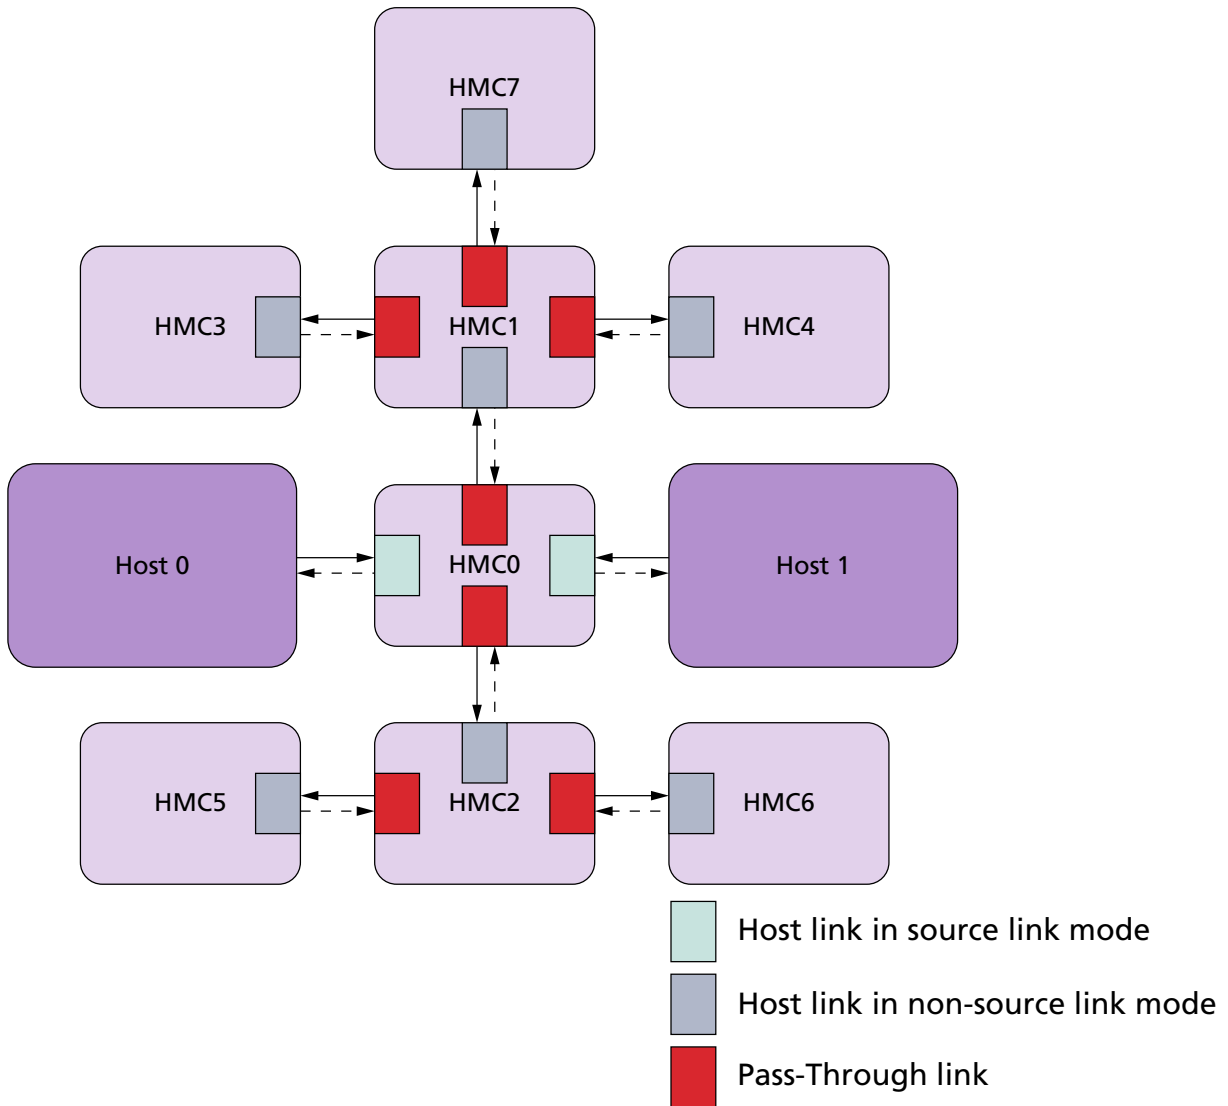 HMC7
HMC3
HMC1
HMC4
Host 0
HMC0
Host 1
HMC5
HMC2
HMC6
Host link in source link mode
Host link in non-source link mode
Pass-Through link